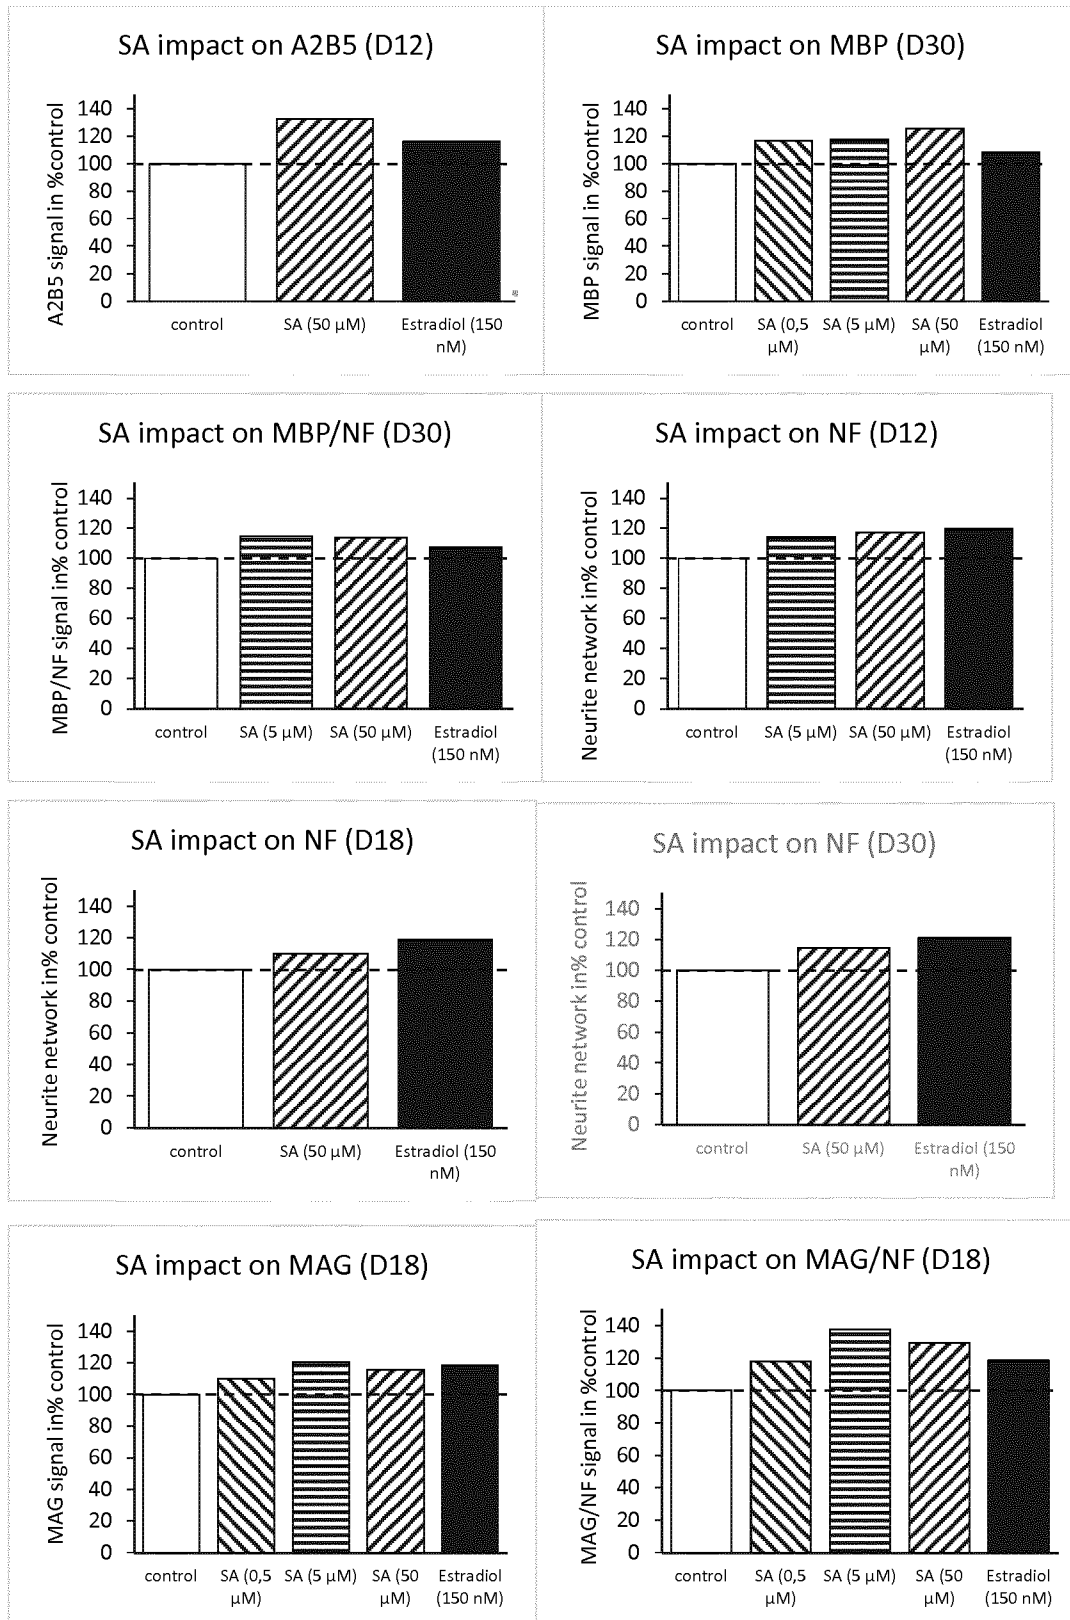 SA impact on A2B5 (D12)
A2B5 signal in %control
140
120
100
80
60
40
20
0
control
SA (50 µM)
Estradiol (150
nM)
SA impact on MBP (D30)
MBP signal in %control
140
120
100
80
60
40
20
0
control
SA (0,5
µM)
SA (5 µM)
SA (50
µM)
Estradiol
(150 nM)
SA impact on MBP/NF (D30)
MBP/NF signal in% control
140
120
100
80
60
40
20
0
control
SA (5 µM)
SA (50 µM)
Estradiol
(150 nM)
SA impact on NF (D12)
Neurite network in% control
140
120
100
80
60
40
20
0
control
SA (5 µM)
SA (50 µM)
Estradiol
(150 nM)
SA impact on NF (D18)
Neurite network in% control
140
120
100
80
60
40
20
0
control
SA (50 µM)
Estradiol (150
nM)
SA impact on NF (D30)
Neurite network in% control
140
120
100
80
60
40
20
0
control
SA (50 µM)
Estradiol (150
nM)
SA impact on MAG (D18)
MAG signal in% control
140
120
100
80
60
40
20
0
control
SA (0,5
µM)
SA (5 µM)
SA (50
µM)
Estradiol
(150 nM)
SA impact on MAG/NF (D18)
MAG/NF signal in %control
140
120
100
80
60
40
20
0
control
SA (0,5
µM)
SA (5 µM)
SA (50
µM)
Estradiol
(150 nM)